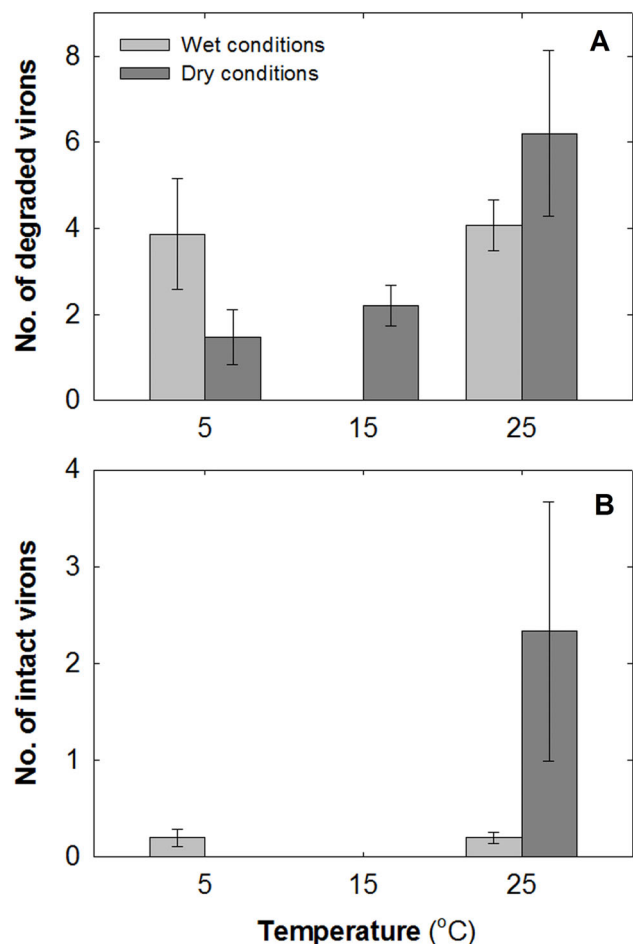 A
Wet conditions
Dry conditions
No. of degraded virons
8
6
4
2
0
5 15 25
B
No. of intact virons
4
3
2
1
0
5 15 25
Temperature (°C)